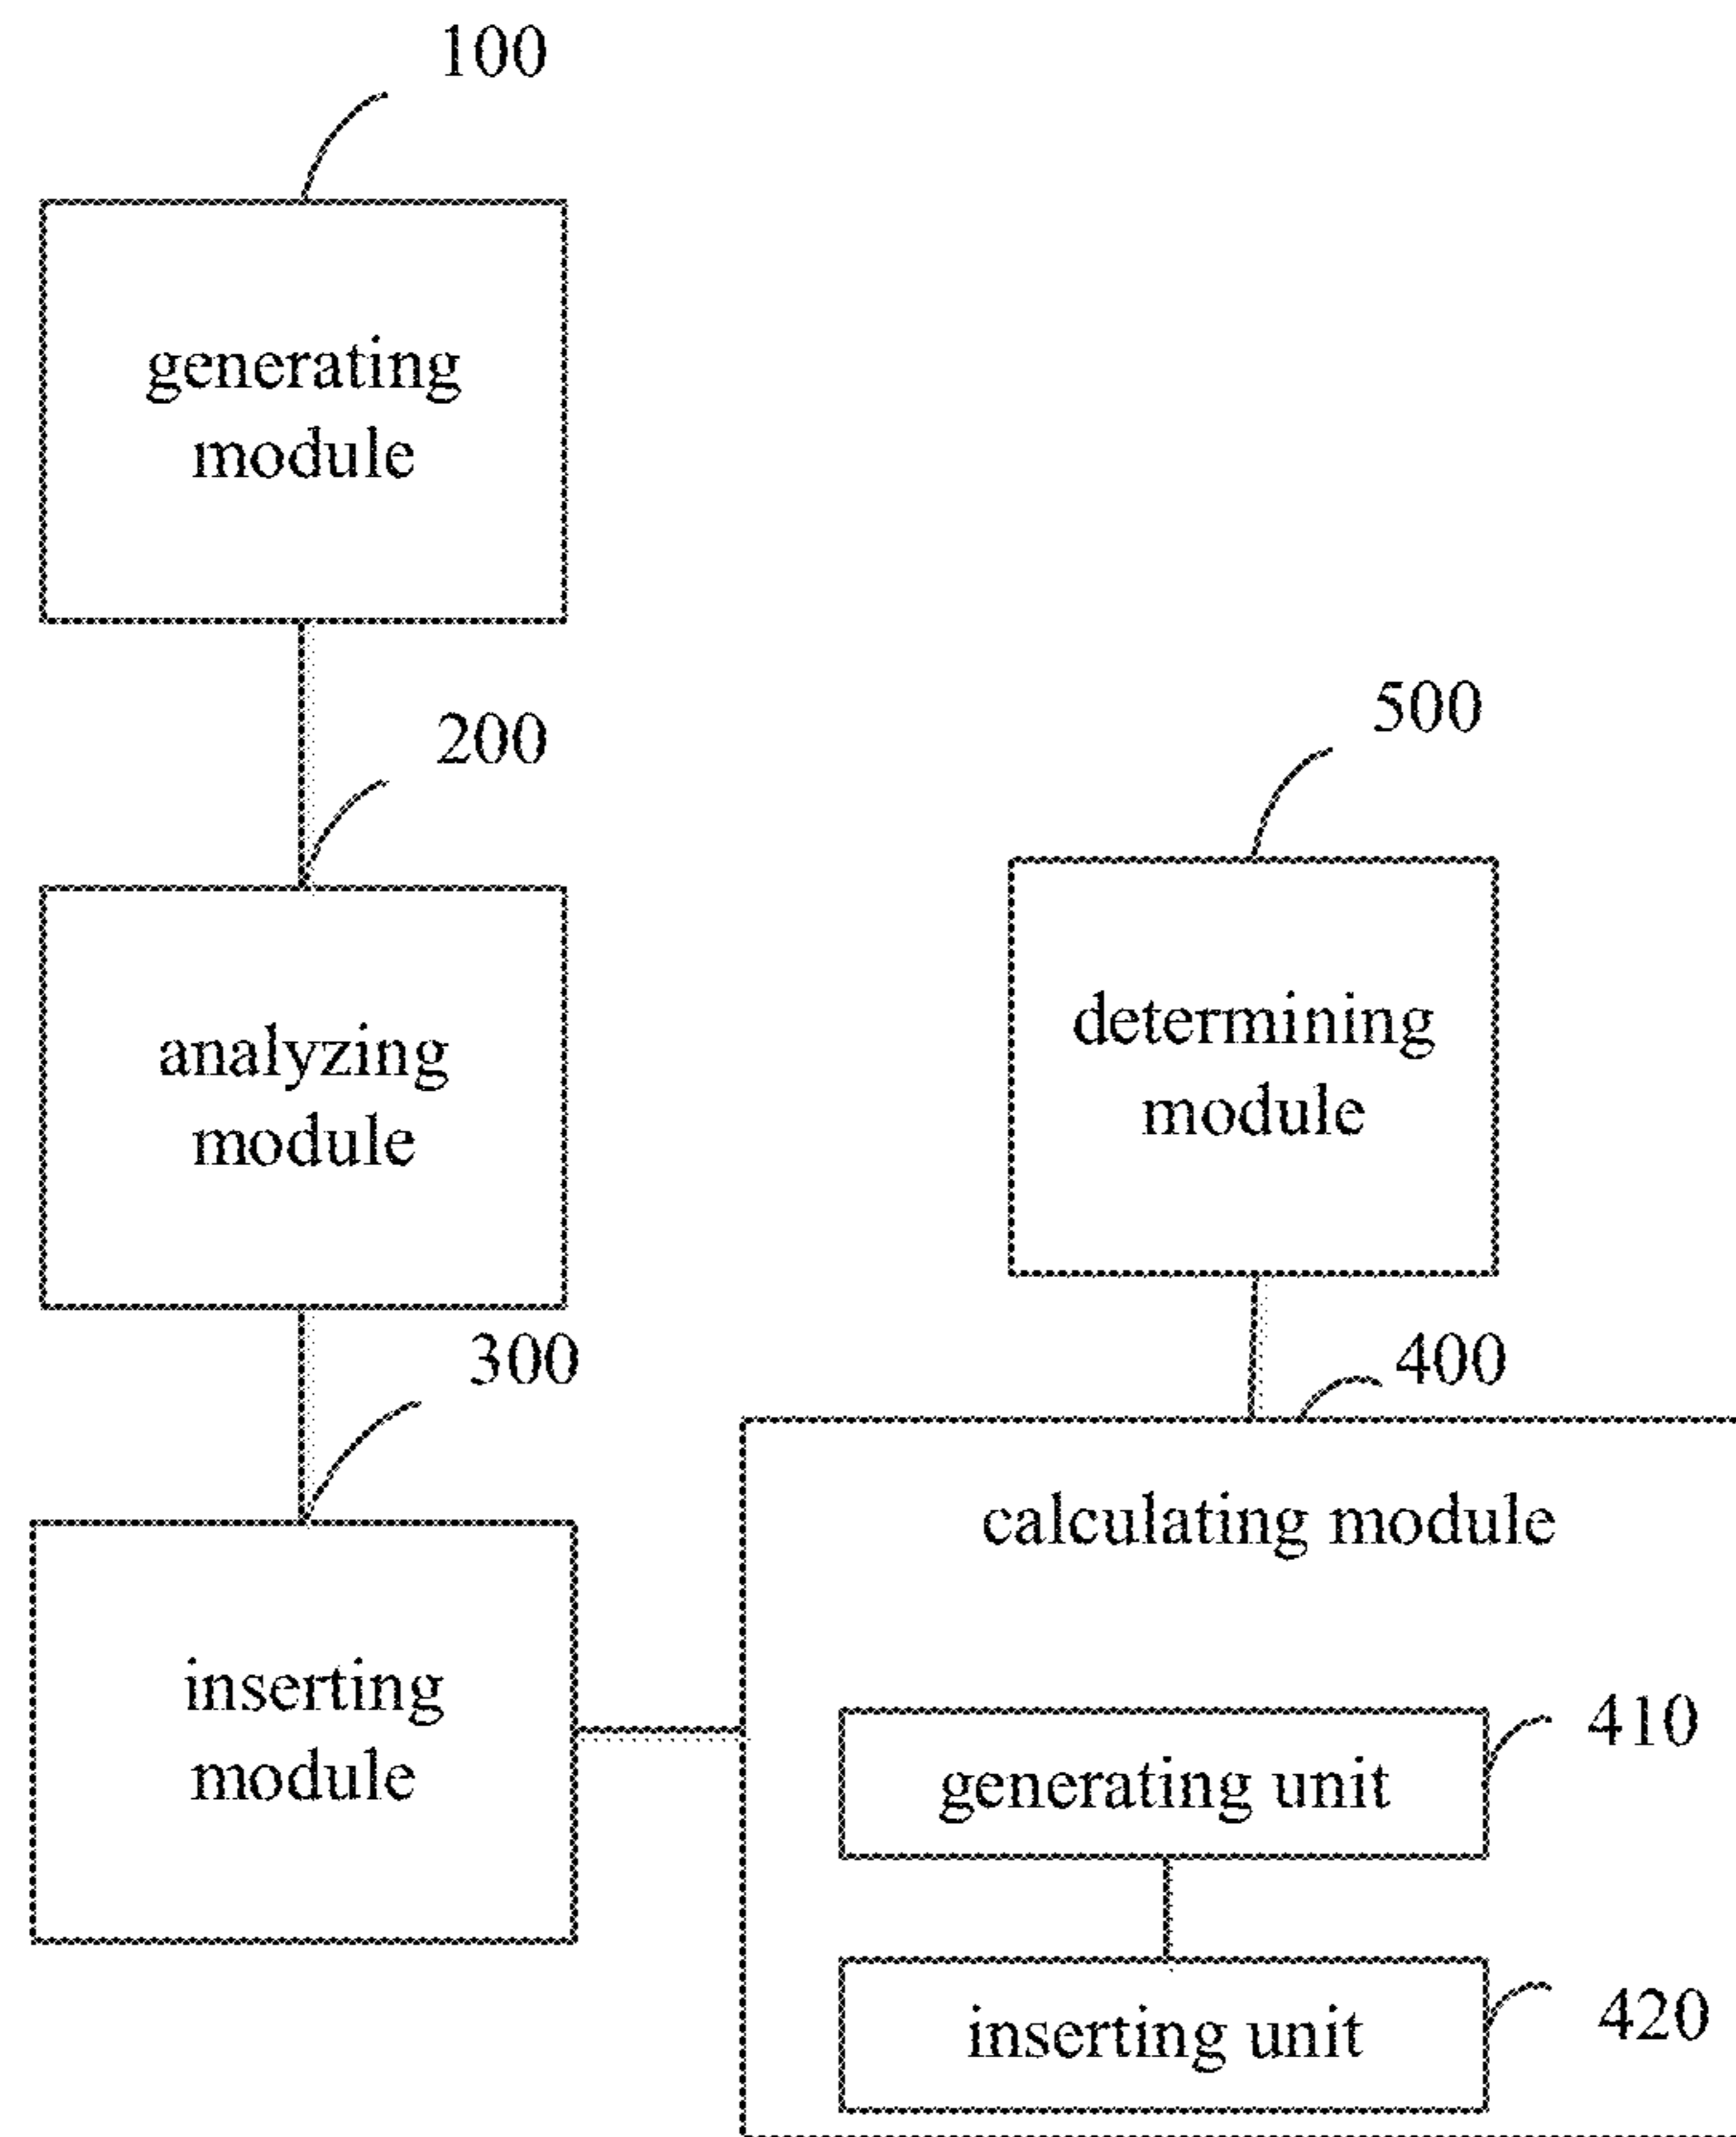 100
generating
module
200
analyzing
module
300
inserting
module
500
determining
module
400
calculating module
410
generating unit
420
inserting unit